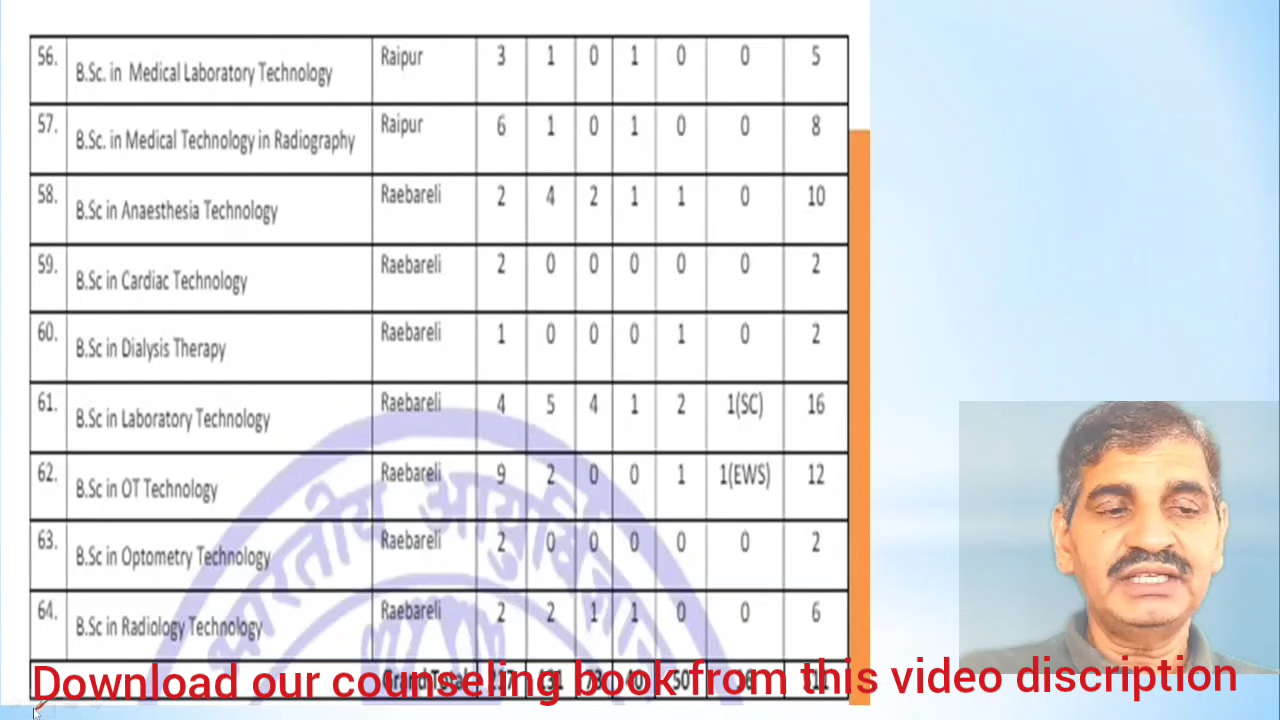 56. B.Sc. in Medical Laboratory Technology Raipur 3 1 0 1 0 0 5
57. B.Sc. in Medical Technology in Radiography Raipur 6 1 0 1 0 0 8
58. B.Sc in Anaesthesia Technology Raebareli 2 4 2 1 1 0 10
59. B.Sc in Cardiac Technology Raebareli 2 0 0 0 0 0 2
60. B.Sc in Dialysis Therapy Raebareli 1 0 0 0 1 0 2
61. B.Sc in Laboratory Technology Raebareli 4 5 4 1 2 1(SC) 16
62. B.Sc in OT Technology Raebareli 9 2 0 0 1 1(EWS) 12
63. B.Sc in Optometry Technology Raebareli 2 0 0 0 0 0 2
64. B.Sc in Radiology Technology Raebareli 2 2 1 1 0 0 6
भारतीय आयुर्विज्ञान
Grand Total
Download our counseling book from this video discription